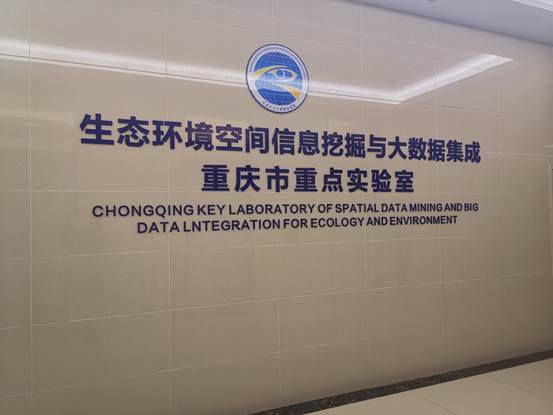 生态环境空间信息挖掘与大数据集成
重庆市重点实验室
CHONGQING KEY LABORATORY OF SPATIAL DATA MINING AND BIG
DATA LNTEGRATION FOR ECOLOGY AND ENVIRONMENT